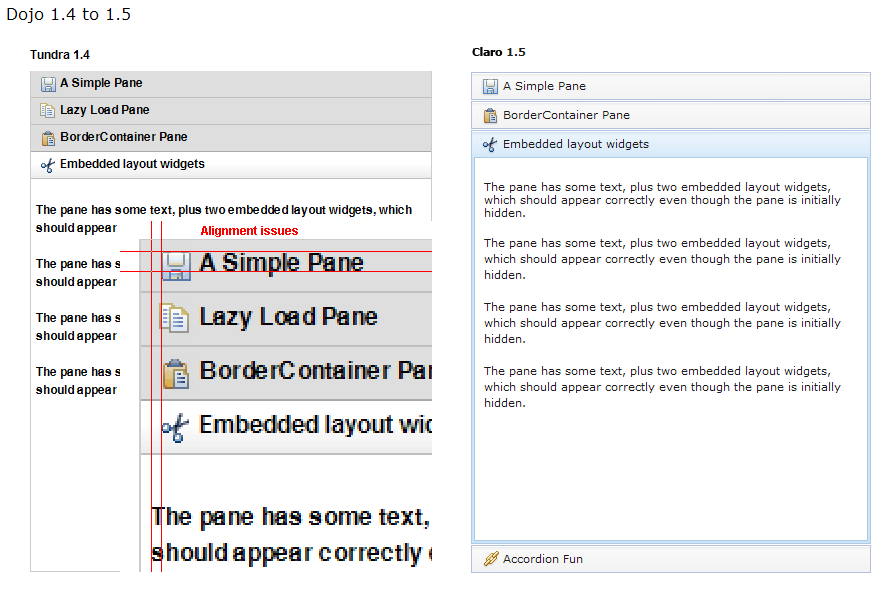 Dojo 1.4 to 1.5
Tundra 1.4
A Simple Pane
Lazy Load Pane
BorderContainer Pane
Embedded layout widgets
The pane has some text, plus two embedded layout widgets, which
should appear
The pane has s
should appear
The pane has s
should appear
The pane has s
should appear
Alignment issues
A Simple Pane
Lazy Load Pane
BorderContainer Pan
Embedded layout wid
The pane has some text,
should appear correctly
Claro 1.5
A Simple Pane
BorderContainer Pane
Embedded layout widgets
The pane has some text, plus two embedded layout widgets,
which should appear correctly even though the pane is initially
hidden.
The pane has some text, plus two embedded layout widgets,
which should appear correctly even though the pane is initially
hidden.
The pane has some text, plus two embedded layout widgets,
which should appear correctly even though the pane is initially
hidden.
The pane has some text, plus two embedded layout widgets,
which should appear correctly even though the pane is initially
hidden.
Accordion Fun